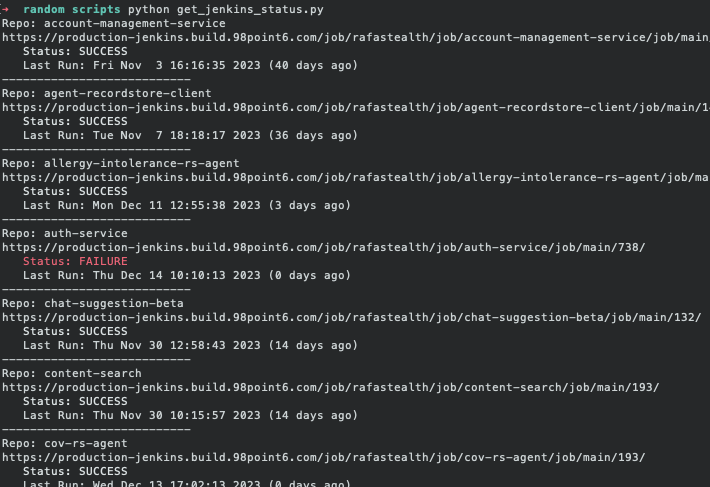 → random scripts python get_jenkins_status.py
Repo: account-management-service
https://production-jenkins.build.98point6.com/job/rafastealth/job/account-management-service/job/main/
   Status: SUCCESS
   Last Run: Fri Nov  3 16:16:35 2023 (40 days ago)
---------------------------
Repo: agent-recordstore-client
https://production-jenkins.build.98point6.com/job/rafastealth/job/agent-recordstore-client/job/main/1
   Status: SUCCESS
   Last Run: Tue Nov  7 18:18:17 2023 (36 days ago)
---------------------------
Repo: allergy-intolerance-rs-agent
https://production-jenkins.build.98point6.com/job/rafastealth/job/allergy-intolerance-rs-agent/job/ma
   Status: SUCCESS
   Last Run: Mon Dec 11 12:55:38 2023 (3 days ago)
---------------------------
Repo: auth-service
https://production-jenkins.build.98point6.com/job/rafastealth/job/auth-service/job/main/738/
   Status: FAILURE
   Last Run: Thu Dec 14 10:10:13 2023 (0 days ago)
---------------------------
Repo: chat-suggestion-beta
https://production-jenkins.build.98point6.com/job/rafastealth/job/chat-suggestion-beta/job/main/132/
   Status: SUCCESS
   Last Run: Thu Nov 30 12:58:43 2023 (14 days ago)
---------------------------
Repo: content-search
https://production-jenkins.build.98point6.com/job/rafastealth/job/content-search/job/main/193/
   Status: SUCCESS
   Last Run: Thu Nov 30 10:15:57 2023 (14 days ago)
---------------------------
Repo: cov-rs-agent
https://production-jenkins.build.98point6.com/job/rafastealth/job/cov-rs-agent/job/main/193/
   Status: SUCCESS
   Last Run: Wed Dec 13 17:02:13 2023 (0 days ago)